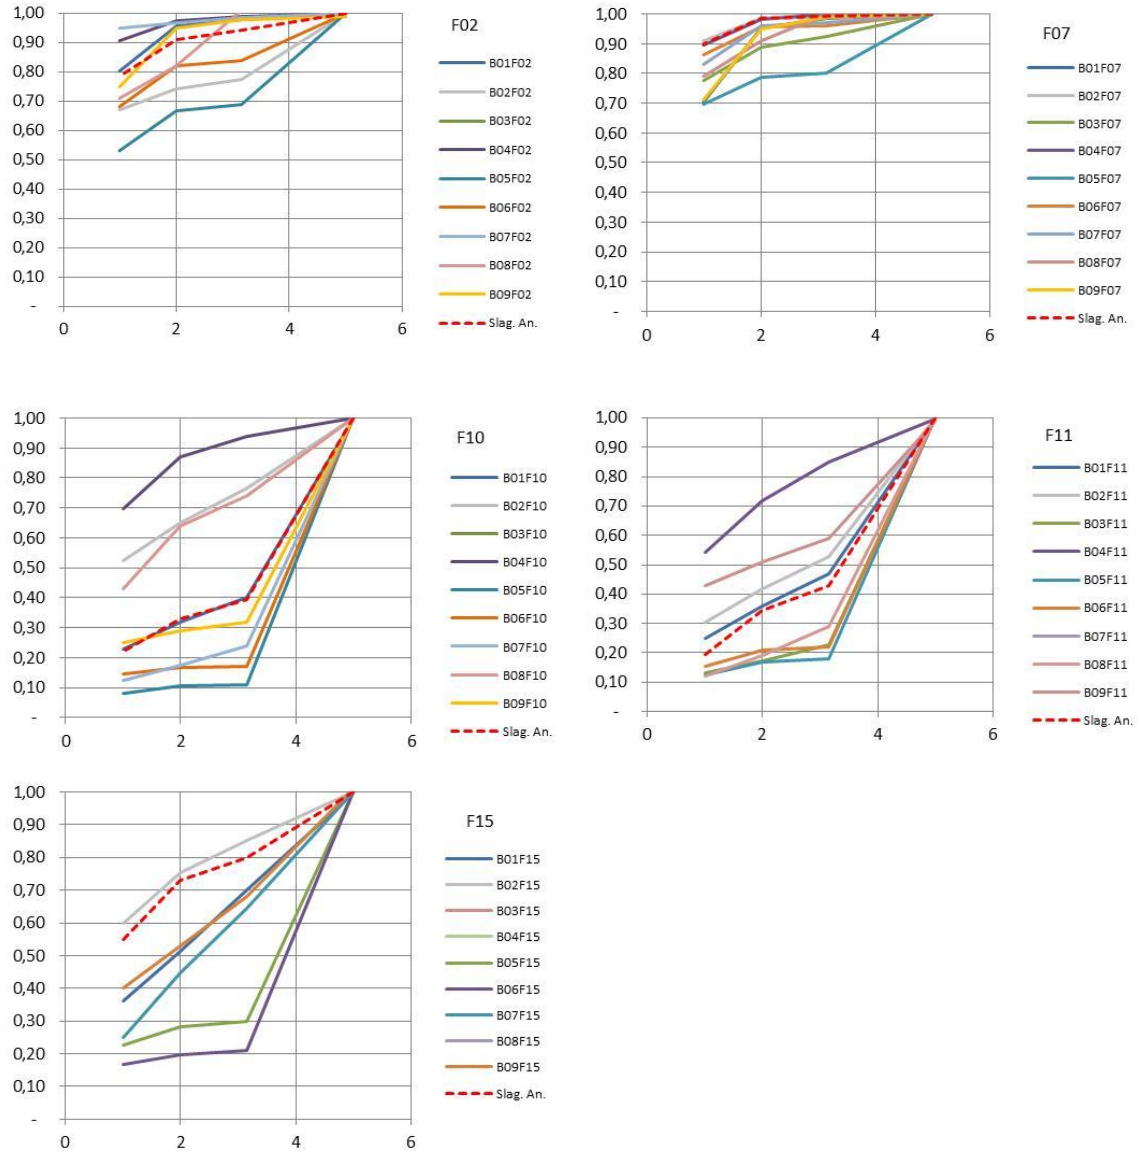 1,00
0,90
0,80
0,70
0,60
0,50
0,40
0,30
0,20
0,10
-
0 2 4 6
F02
B01F02
B02F02
B03F02
B04F02
B05F02
B06F02
B07F02
B08F02
B09F02
Slag. An.
1,00
0,90
0,80
0,70
0,60
0,50
0,40
0,30
0,20
0,10
-
0 2 4 6
F07
B01F07
B02F07
B03F07
B04F07
B05F07
B06F07
B07F07
B08F07
B09F07
Slag. An.
1,00
0,90
0,80
0,70
0,60
0,50
0,40
0,30
0,20
0,10
-
0 2 4 6
F10
B01F10
B02F10
B03F10
B04F10
B05F10
B06F10
B07F10
B08F10
B09F10
Slag. An.
1,00
0,90
0,80
0,70
0,60
0,50
0,40
0,30
0,20
0,10
-
0 2 4 6
F11
B01F11
B02F11
B03F11
B04F11
B05F11
B06F11
B07F11
B08F11
B09F11
Slag. An.
1,00
0,90
0,80
0,70
0,60
0,50
0,40
0,30
0,20
0,10
-
0 2 4 6
F15
B01F15
B02F15
B03F15
B04F15
B05F15
B06F15
B07F15
B08F15
B09F15
Slag. An.